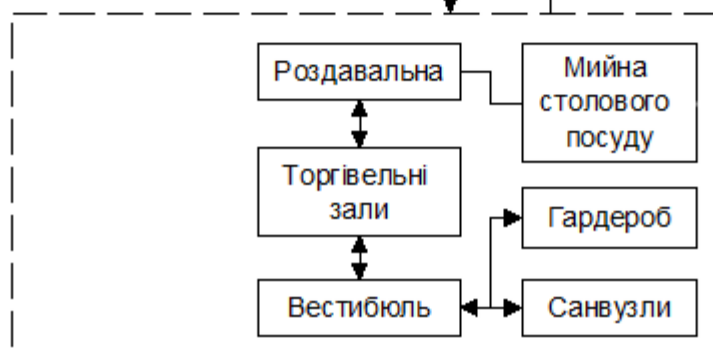 Роздавальна
Мийна
столового
посуду
Торгівельні
зали
Гардероб
Вестибюль
Санвузли